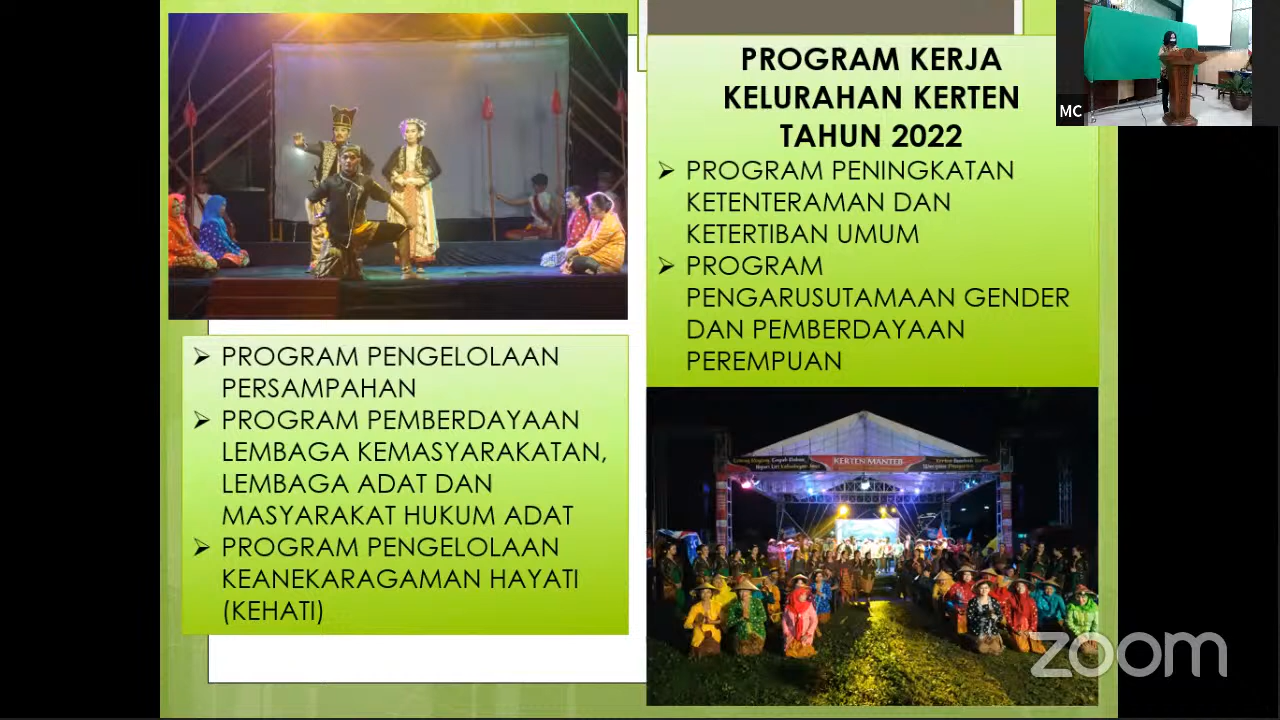 PROGRAM KERJA
KELURAHAN KERTEN
TAHUN 2022
➢ PROGRAM PENINGKATAN
KETENTERAMAN DAN
KETERTIBAN UMUM
➢ PROGRAM
PENGARUSUTAMAAN GENDER
DAN PEMBERDAYAAN
PEREMPUAN
➢ PROGRAM PENGELOLAAN
PERSAMPAHAN
➢ PROGRAM PEMBERDAYAAN
LEMBAGA KEMASYARAKATAN,
LEMBAGA ADAT DAN
MASYARAKAT HUKUM ADAT
➢ PROGRAM PENGELOLAAN
KEANEKARAGAMAN HAYATI
(KEHATI)
MC
KERTEN MANTEB
zoom